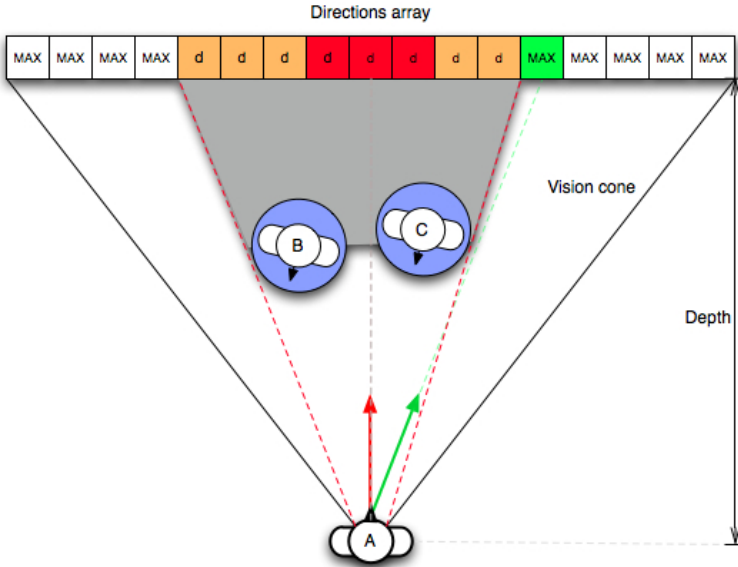 Directions array
MAX MAX MAX MAX d d d d d d d d MAX MAX MAX MAX MAX
Vision cone
C
B
Depth
A